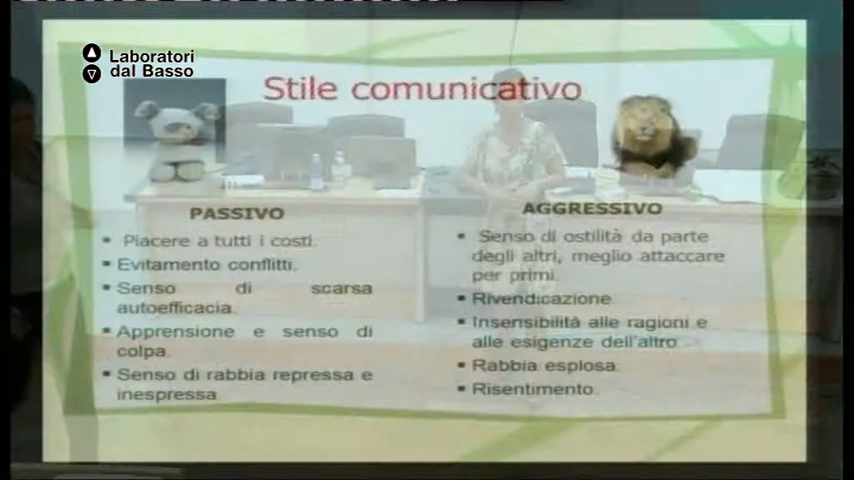 Laboratori
dal Basso
Stile comunicativo
PASSIVO
▪ Piacere a tutti i costi.
▪ Evitamento conflitti.
▪ Senso di scarsa
autoefficacia.
▪ Apprensione e senso di
colpa.
▪ Senso di rabbia repressa e
inespressa.
AGGRESSIVO
▪ Senso di ostilità da parte
degli altri, meglio attaccare
per primi.
▪ Rivendicazione
▪ Insensibilità alle ragioni e
alle esigenze dell'altro.
▪ Rabbia esplosa.
▪ Risentimento.